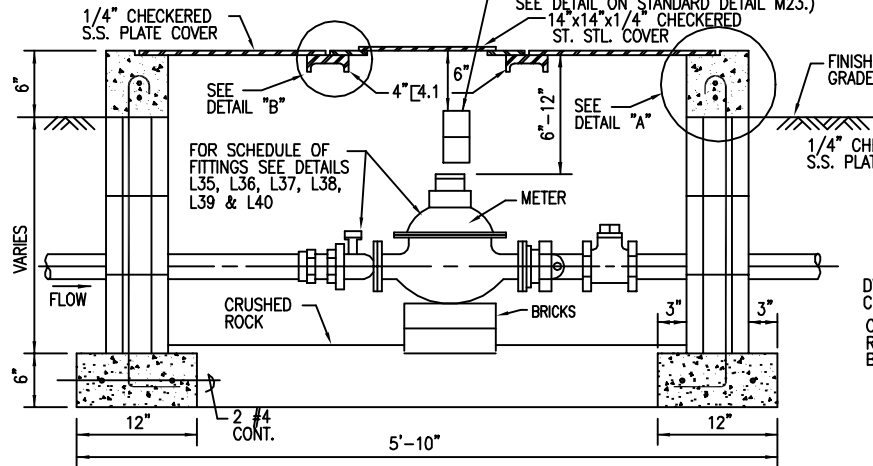 SEE DETAIL ON STANDARD DETAIL M23.)
1/4" CHECKERED
S.S. PLATE COVER
14"x14"x1/4" CHECKERED
ST. STL. COVER
6"
SEE
DETAIL "B"
4"[4.1
6"
6"-12"
SEE
DETAIL "A"
FINISH
GRADE
1/4" CHE
S.S. PLAT
FOR SCHEDULE OF
FITTINGS SEE DETAILS
L35, L36, L37, L38,
L39 & L40
METER
VARIES
FLOW
CRUSHED
ROCK
BRICKS
3"
3"
6"
2 #4
CONT.
12"
12"
5'-10"